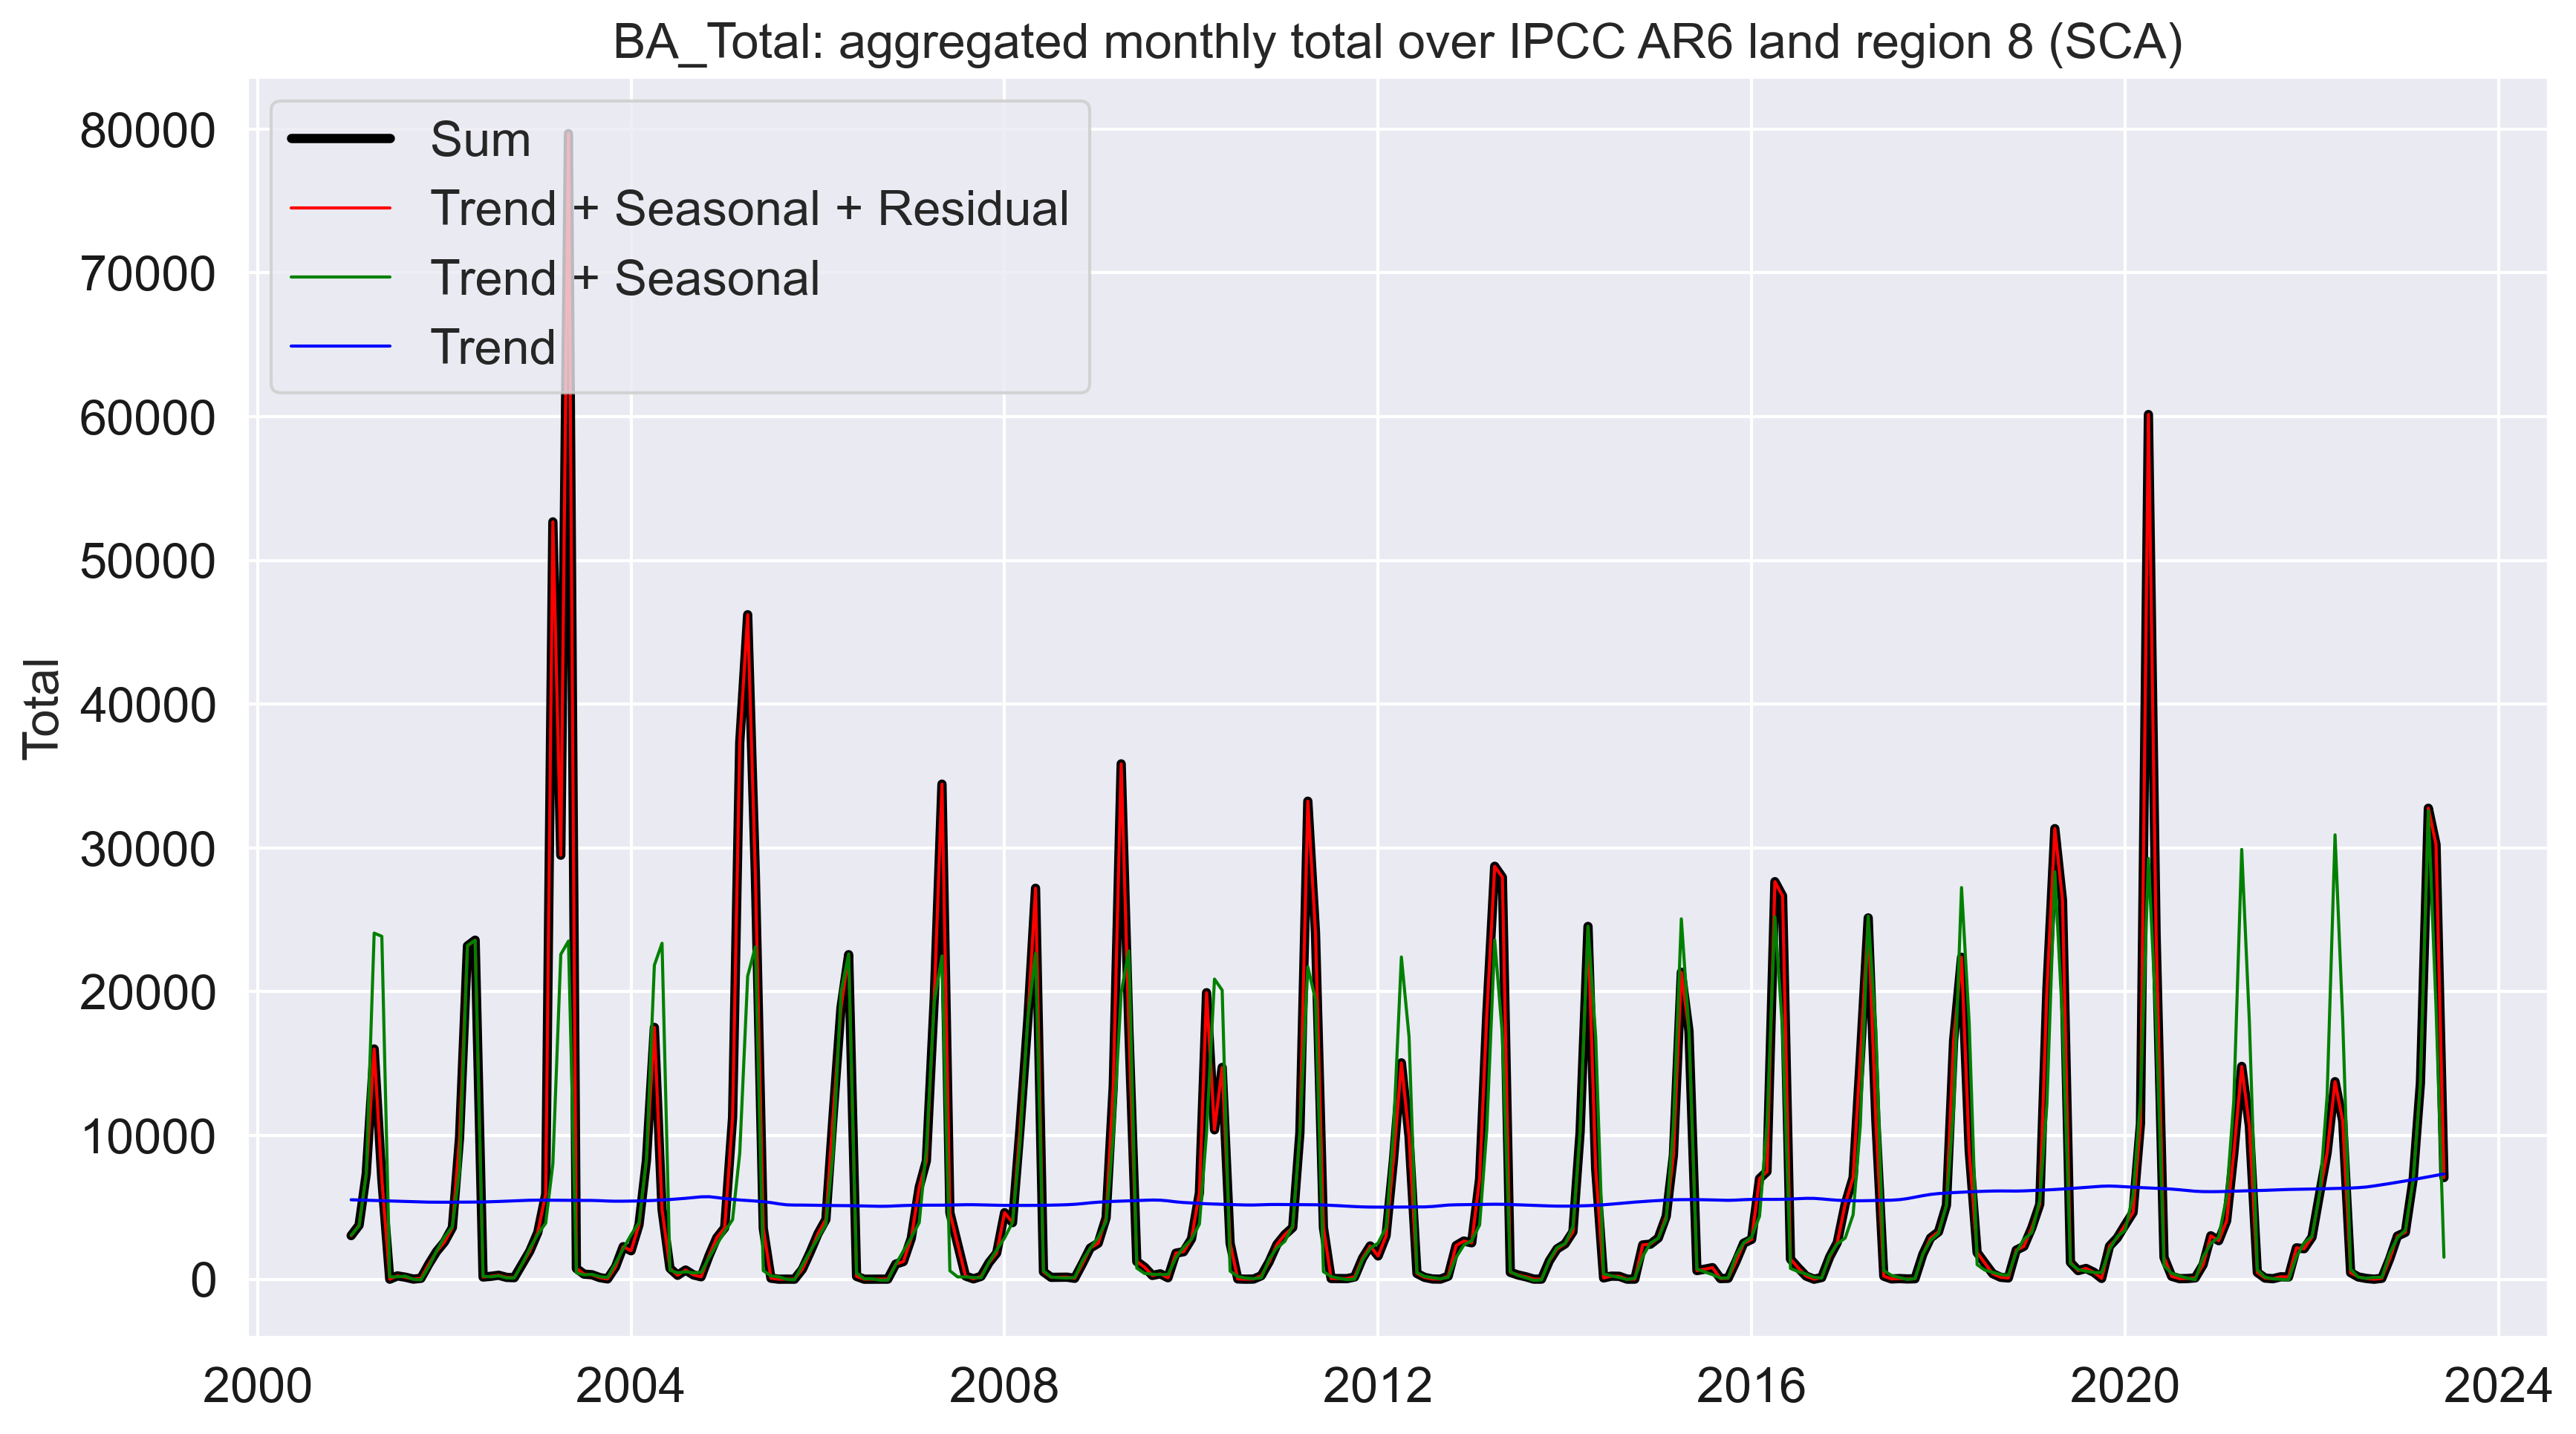 BA_Total: aggregated monthly total over IPCC AR6 land region 8 (SCA)
Sum
Trend + Seasonal + Residual
Trend + Seasonal
Trend
80000
70000
60000
50000
40000
30000
20000
10000
0
Total
2000 2004 2008 2012 2016 2020 2024